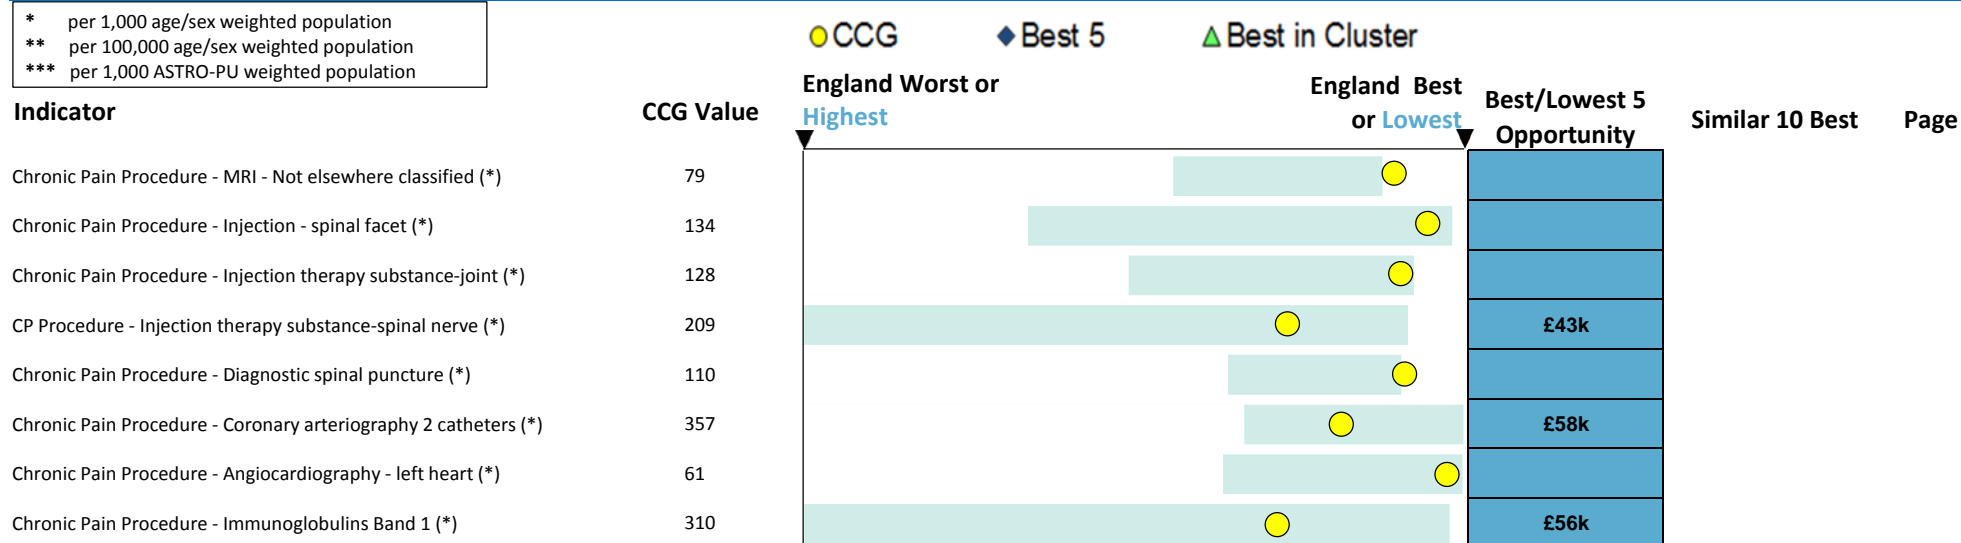 * per 1,000 age/sex weighted population
** per 100,000 age/sex weighted population
*** per 1,000 ASTRO-PU weighted population
CCG Best 5 Best in Cluster
Indicator CCG Value England Worst or Highest England Best or Lowest Best/Lowest 5 Opportunity Similar 10 Best Page
Chronic Pain Procedure - MRI - Not elsewhere classified (*) 79
Chronic Pain Procedure - Injection - spinal facet (*) 134
Chronic Pain Procedure - Injection therapy substance-joint (*) 128
CP Procedure - Injection therapy substance-spinal nerve (*) 209 £43k
Chronic Pain Procedure - Diagnostic spinal puncture (*) 110
Chronic Pain Procedure - Coronary arteriography 2 catheters (*) 357 £58k
Chronic Pain Procedure - Angiocardiography - left heart (*) 61
Chronic Pain Procedure - Immunoglobulins Band 1 (*) 310 £56k